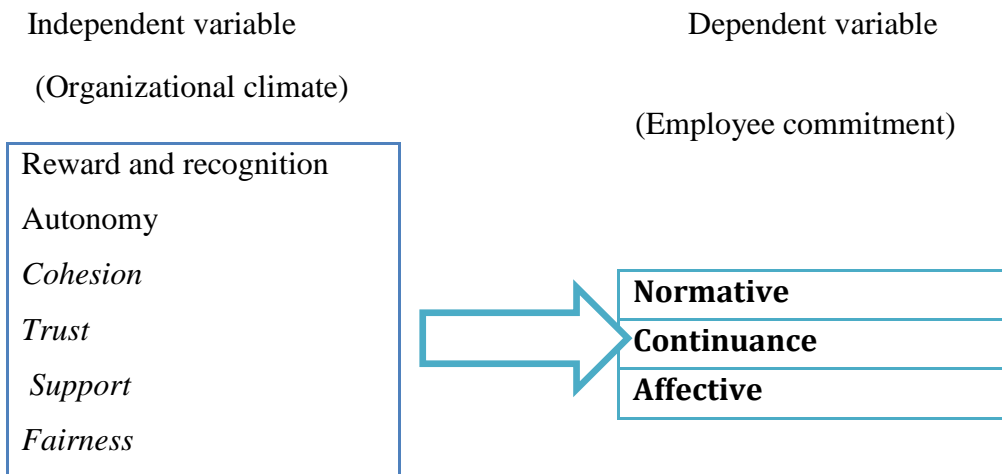 Independent variable
(Organizational climate)
Reward and recognition
Autonomy
Cohesion
Trust
Support
Fairness
Dependent variable
(Employee commitment)
Normative
Continuance
Affective